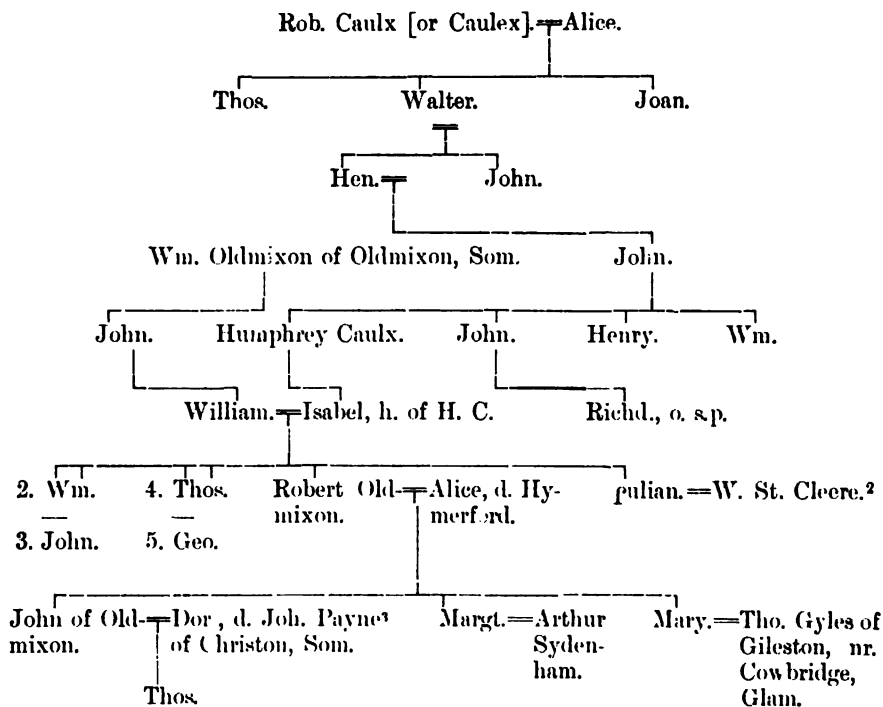 Rob. Caulx [or Caulex].=Alice.
Thos. Walter. Joan.
Hen.= John.
Wm. Oldmixon of Oldmixon, Som. John.
John. Humphrey Caulx. John. Henry. Wm.
William.=Isabel, h. of H. C. Richd., o. s.p.
2. Wm. 4. Thos. Robert Old-=Alice, d. Hy- Julian.=W. St. Cleere.²
mixon. merford.
3. John. 5. Geo.
John of Old-=Dor, d. Joh. Payne³ Margt.=Arthur Mary.=Tho. Gyles of
mixon. of Christon, Som. Syden- Gileston, nr.
ham. Cowbridge,
Thos. Glam.